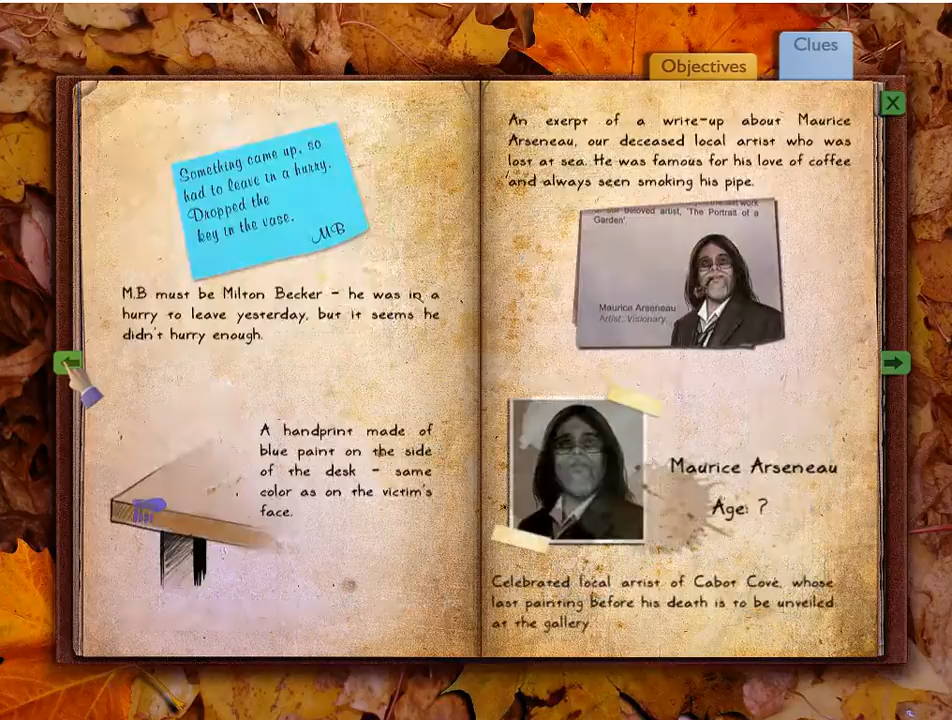 Clues
Objectives
Something came up, so
had to leave in a hurry.
Dropped the
key in the vase.
MB
M.B must be Milton Becker - he was in a
hurry to leave yesterday, but it seems he
didn't hurry enough.
A handprint made of
blue paint on the side
of the desk - same
color as on the victim's
face.
An exerpt of a write-up about Maurice
Arseneau, our deceased local artist who was
lost at sea. He was famous for his love of coffee
and always seen smoking his pipe.
last work
our beloved artist, 'The Portrait of a
Garden'.
Maurice Arseneau
Artist. Visionary.
Maurice Arseneau
Age: ?
Celebrated local artist of Cabot Cove, whose
last painting before his death is to be unveiled
at the gallery